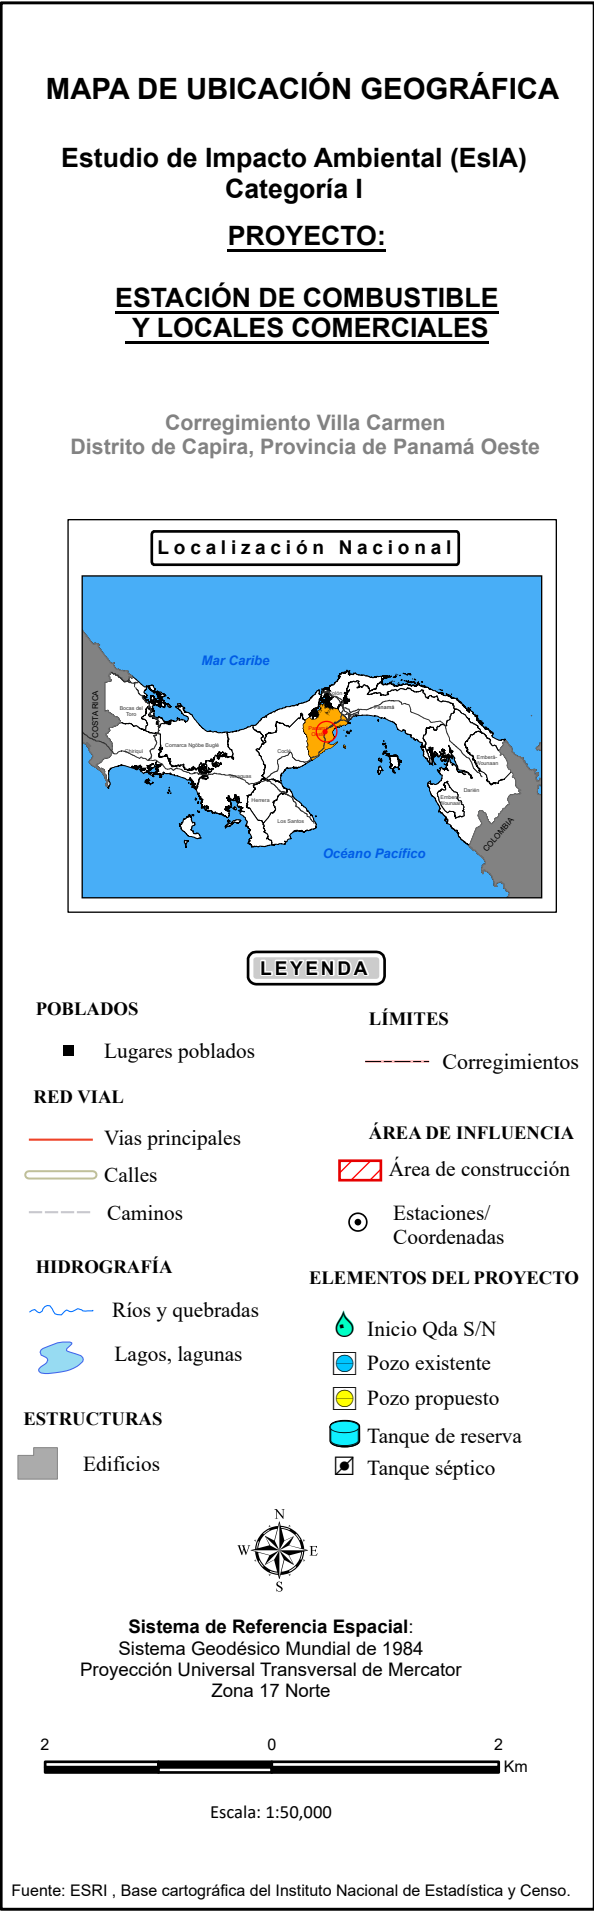 MAPA DE UBICACIÓN GEOGRÁFICA
Estudio de Impacto Ambiental (EsIA)
Categoría I
PROYECTO:
ESTACIÓN DE COMBUSTIBLE
Y LOCALES COMERCIALES
Corregimiento Villa Carmen
Distrito de Capira, Provincia de Panamá Oeste
Localización Nacional
Mar Caribe
COSTA RICA
Bocas del
Toro
Chiriquí
Comarca Ngöbe Buglé
Coclé
Panamá
Herrera
Los Santos
Emberá-
Wounaan
Darién
Emberá-
Wounaan
COLOMBIA
Océano Pacífico
LEYENDA
POBLADOS
Lugares poblados
RED VIAL
Vias principales
Calles
Caminos
HIDROGRAFÍA
Ríos y quebradas
Lagos, lagunas
ESTRUCTURAS
Edificios
LÍMITES
Corregimientos
ÁREA DE INFLUENCIA
Área de construcción
Estaciones/
Coordenadas
ELEMENTOS DEL PROYECTO
Inicio Qda S/N
Pozo existente
Pozo propuesto
Tanque de reserva
Tanque séptico
N
W E
S
Sistema de Referencia Espacial:
Sistema Geodésico Mundial de 1984
Proyección Universal Transversal de Mercator
Zona 17 Norte
2 0 2
Km
Escala: 1:50,000
Fuente: ESRI , Base cartográfica del Instituto Nacional de Estadística y Censo.